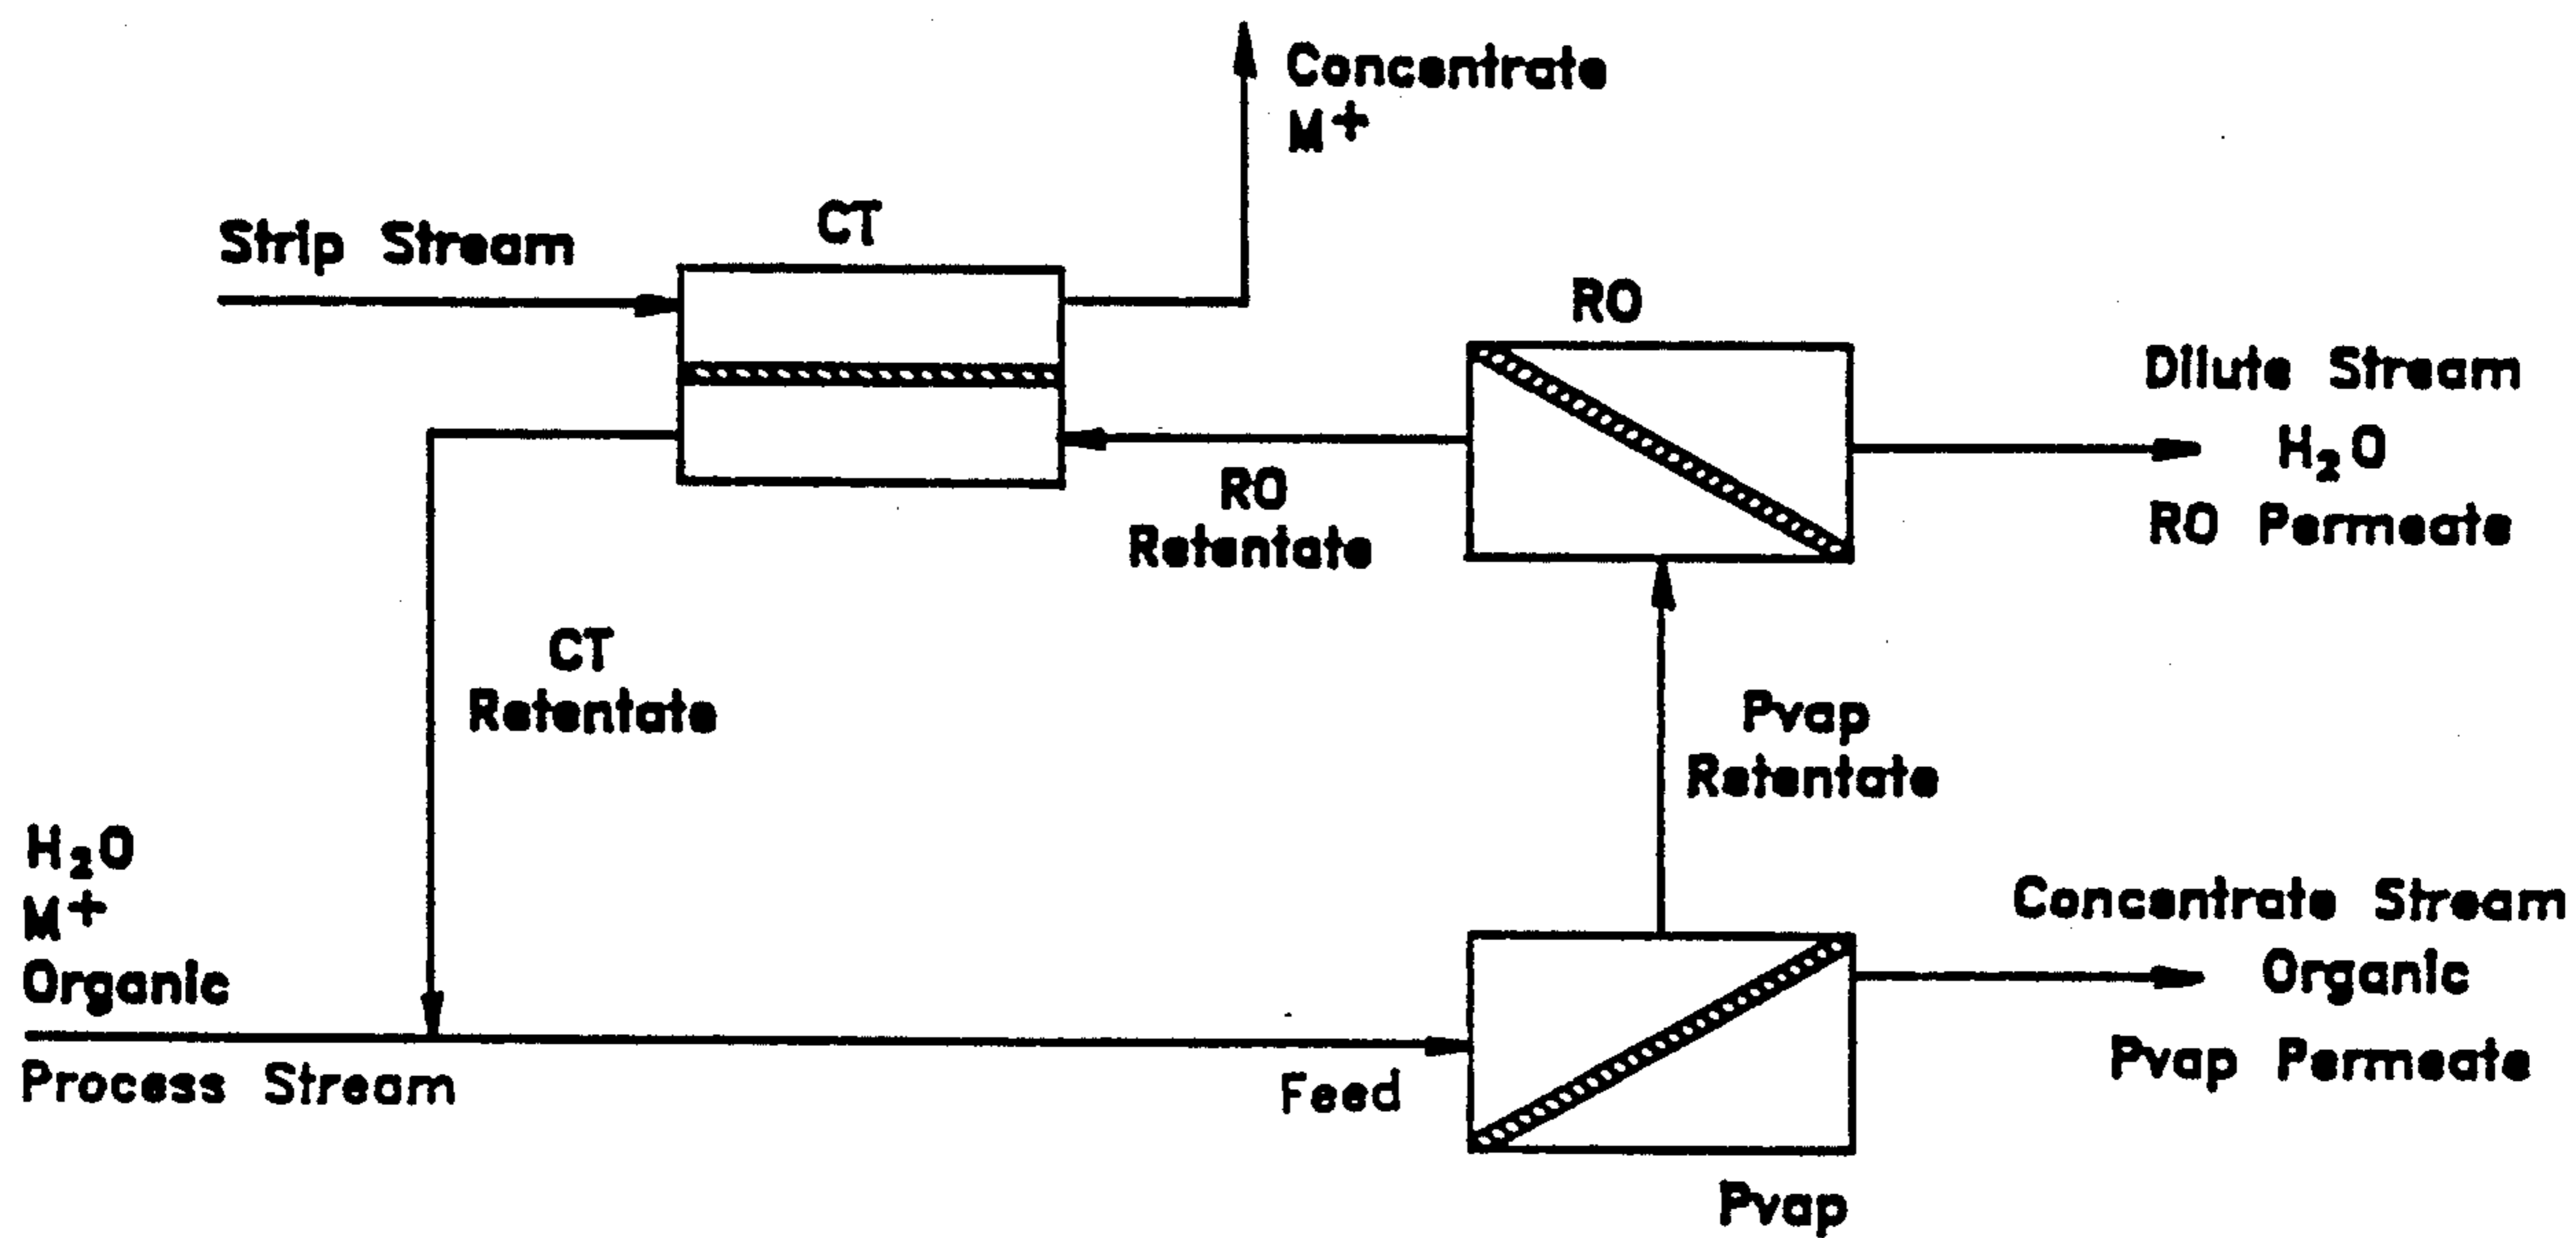 Concentrate
M+
Strip Stream
CT
RO
Dilute Stream
H2O
RO Permeate
RO
Retentate
CT
Retentate
Pvap
Retentate
H2O
M+
Organic
Process Stream
Feed
Concentrate Stream
Organic
Pvap Permeate
Pvap